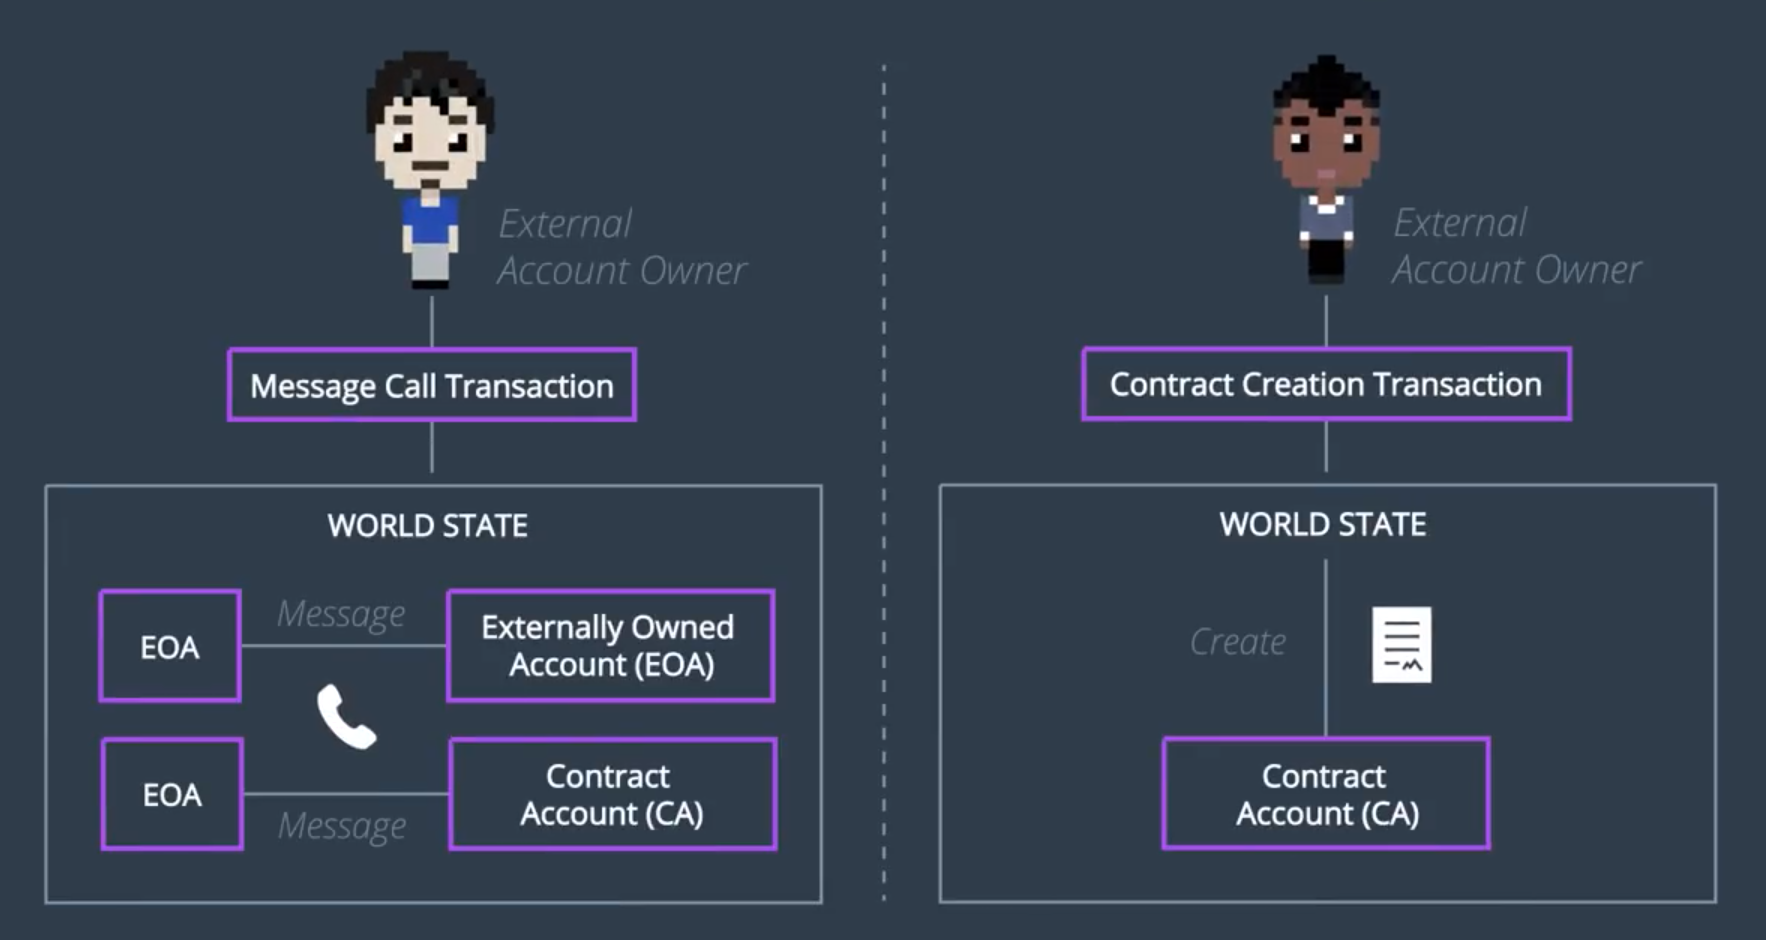 External
Account Owner
Message Call Transaction
WORLD STATE
EOA
Message
Externally Owned
Account (EOA)
EOA
Message
Contract
Account (CA)
External
Account Owner
Contract Creation Transaction
WORLD STATE
Create
Contract
Account (CA)